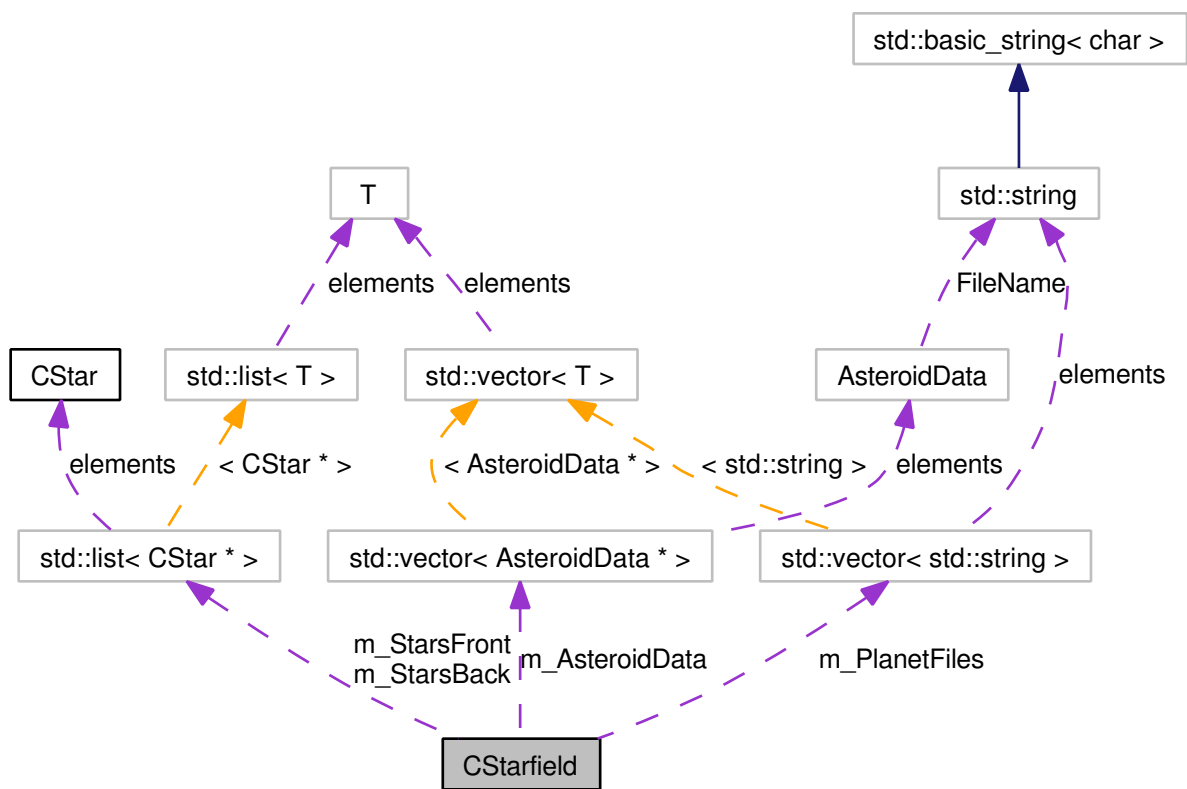 std::basic_string< char >
T
std::string
elements
elements
FileName
CStar
std::list< T >
std::vector< T >
AsteroidData
elements
elements
< CStar * >
< AsteroidData * >
< std::string >
elements
std::list< CStar * >
std::vector< AsteroidData * >
std::vector< std::string >
m_StarsFront
m_StarsBack
m_AsteroidData
m_PlanetFiles
CStarfield